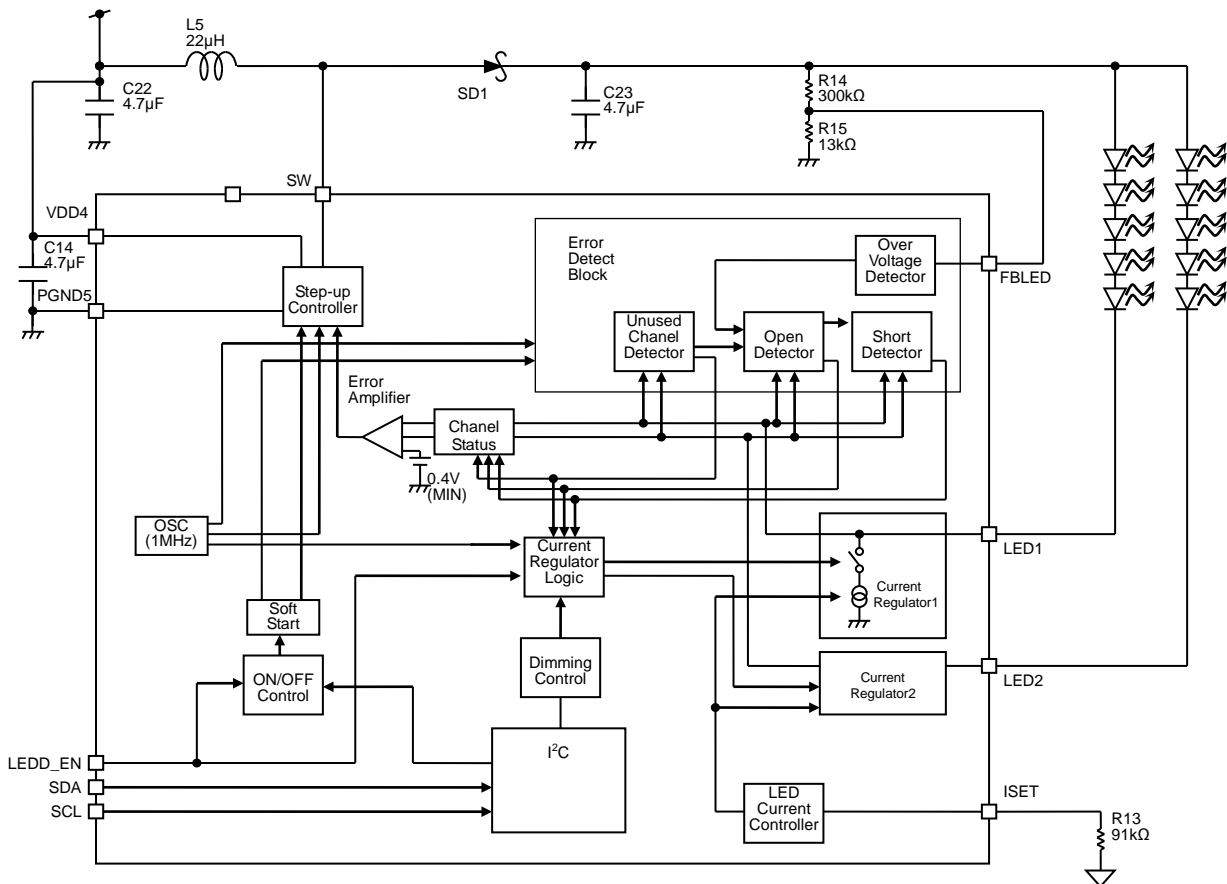 L5
22µH
C22
4.7µF
SD1
C23
4.7µF
R14
300kΩ
R15
13kΩ
SW
VDD4
C14
4.7µF
PGND5
Step-up
Controller
Error
Detect
Block
Over
Voltage
Detector
FBLED
Unused
Chanel
Detector
Open
Detector
Short
Detector
Error
Amplifier
Chanel
Status
0.4V
(MIN)
OSC
(1MHz)
Current
Regulator
Logic
Current
Regulator1
LED1
Soft
Start
ON/OFF
Control
Dimming
Control
Current
Regulator2
LED2
LEDD_EN
SDA
SCL
I²C
LED
Current
Controller
ISET
R13
91kΩ